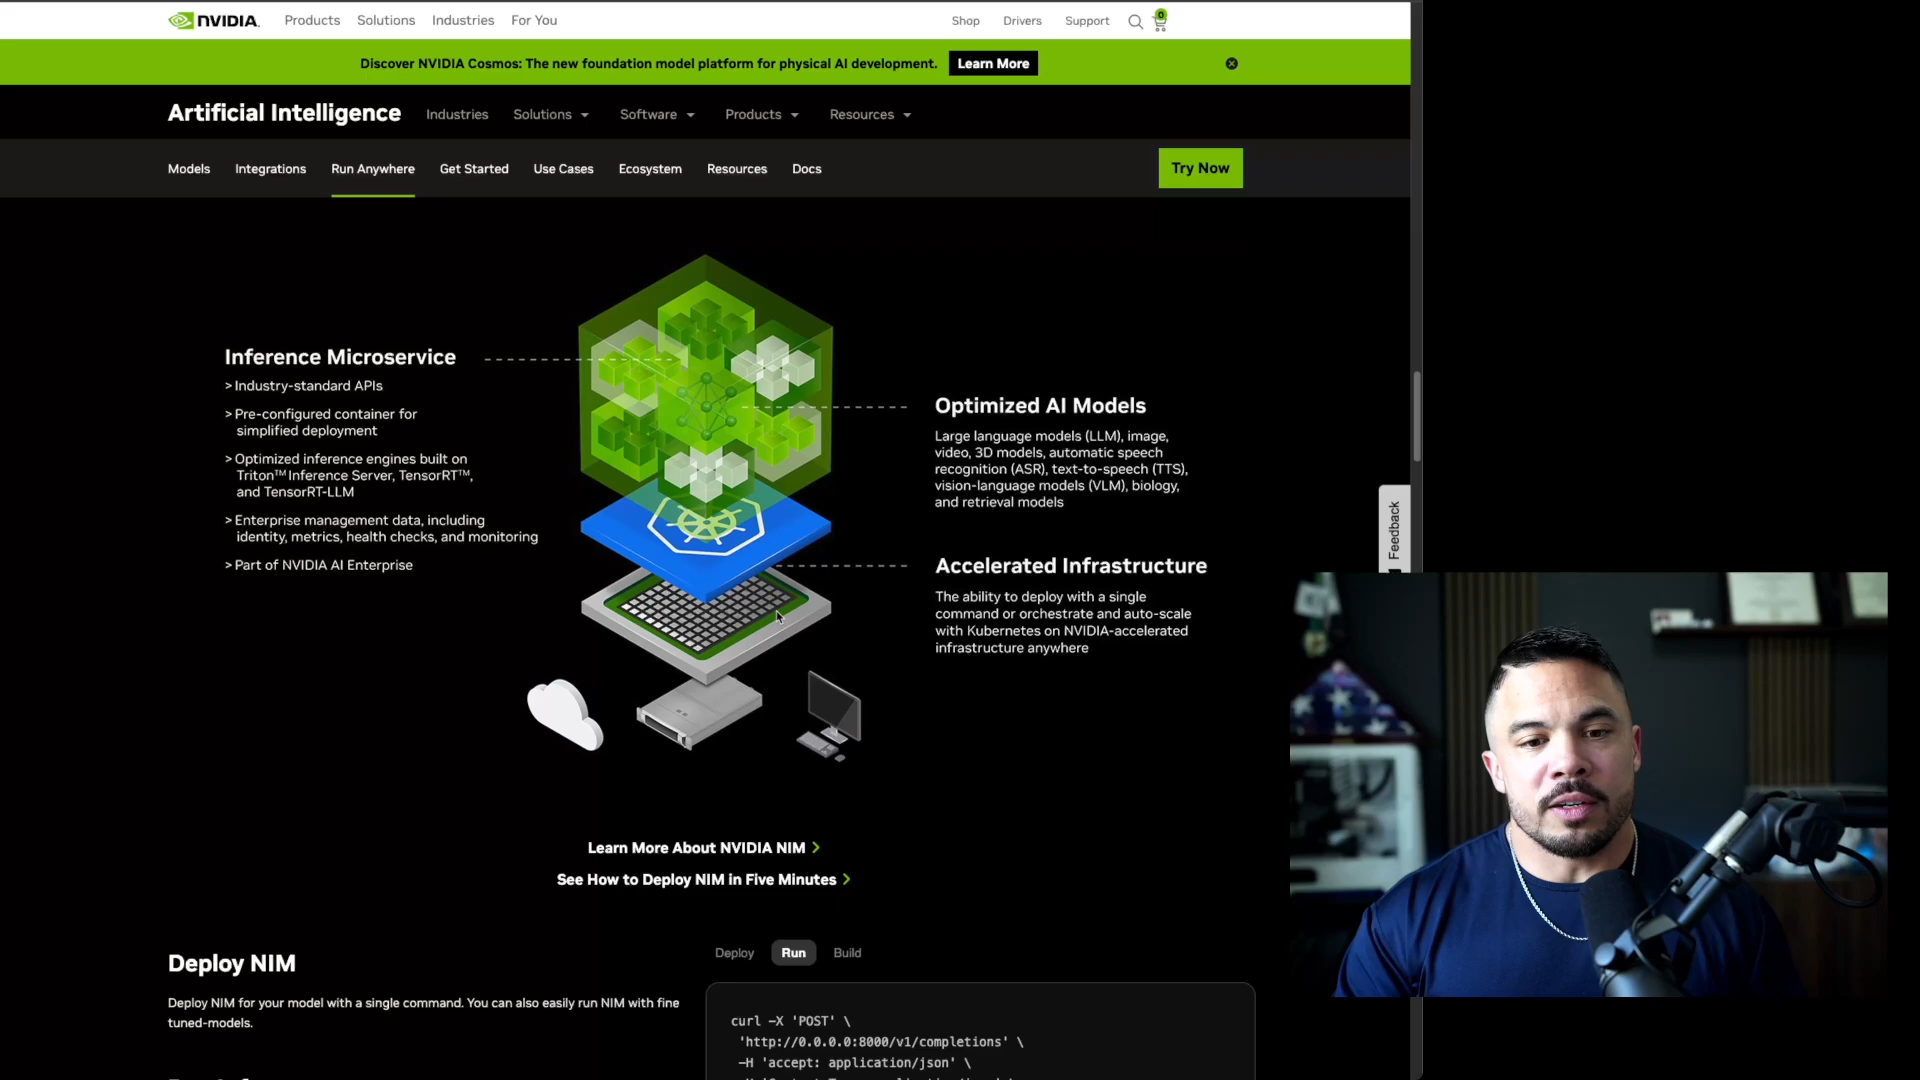 NVIDIA. Products Solutions Industries For You Shop Drivers Support 0
Discover NVIDIA Cosmos: The new foundation model platform for physical AI development. Learn More
Artificial Intelligence Industries Solutions Software Products Resources
Models Integrations Run Anywhere Get Started Use Cases Ecosystem Resources Docs Try Now
Inference Microservice
> Industry-standard APIs
> Pre-configured container for
simplified deployment
> Optimized inference engines built on
Triton™ Inference Server, TensorRT™,
and TensorRT-LLM
> Enterprise management data, including
identity, metrics, health checks, and monitoring
> Part of NVIDIA AI Enterprise
Optimized AI Models
Large language models (LLM), image,
video, 3D models, automatic speech
recognition (ASR), text-to-speech (TTS),
vision-language models (VLM), biology,
and retrieval models
Accelerated Infrastructure
The ability to deploy with a single
command or orchestrate and auto-scale
with Kubernetes on NVIDIA-accelerated
infrastructure anywhere
Feedback
Learn More About NVIDIA NIM >
See How to Deploy NIM in Five Minutes >
Deploy NIM
Deploy NIM for your model with a single command. You can also easily run NIM with fine
tuned-models.
Deploy Run Build
curl -X 'POST' \
'http://0.0.0.0:8000/v1/completions' \
-H 'accept: application/json' \